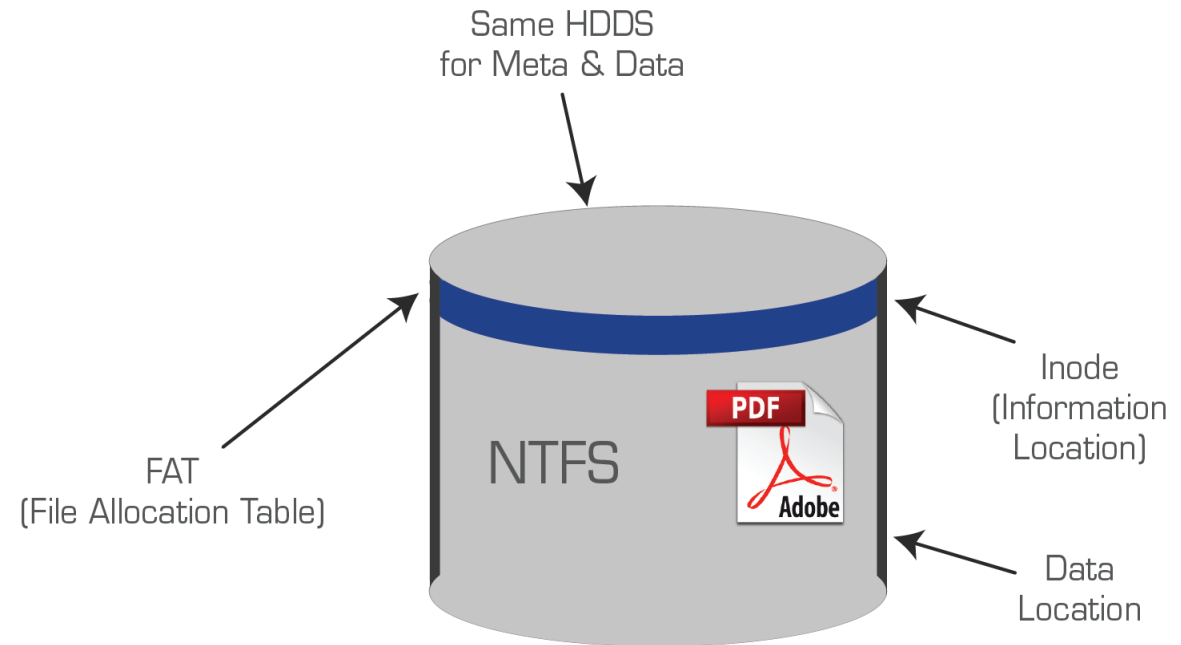 Same HDDS
for Meta & Data
Inode
(Information
Location)
PDF
NTFS
FAT
(File Allocation Table)
Adobe
Data
Location